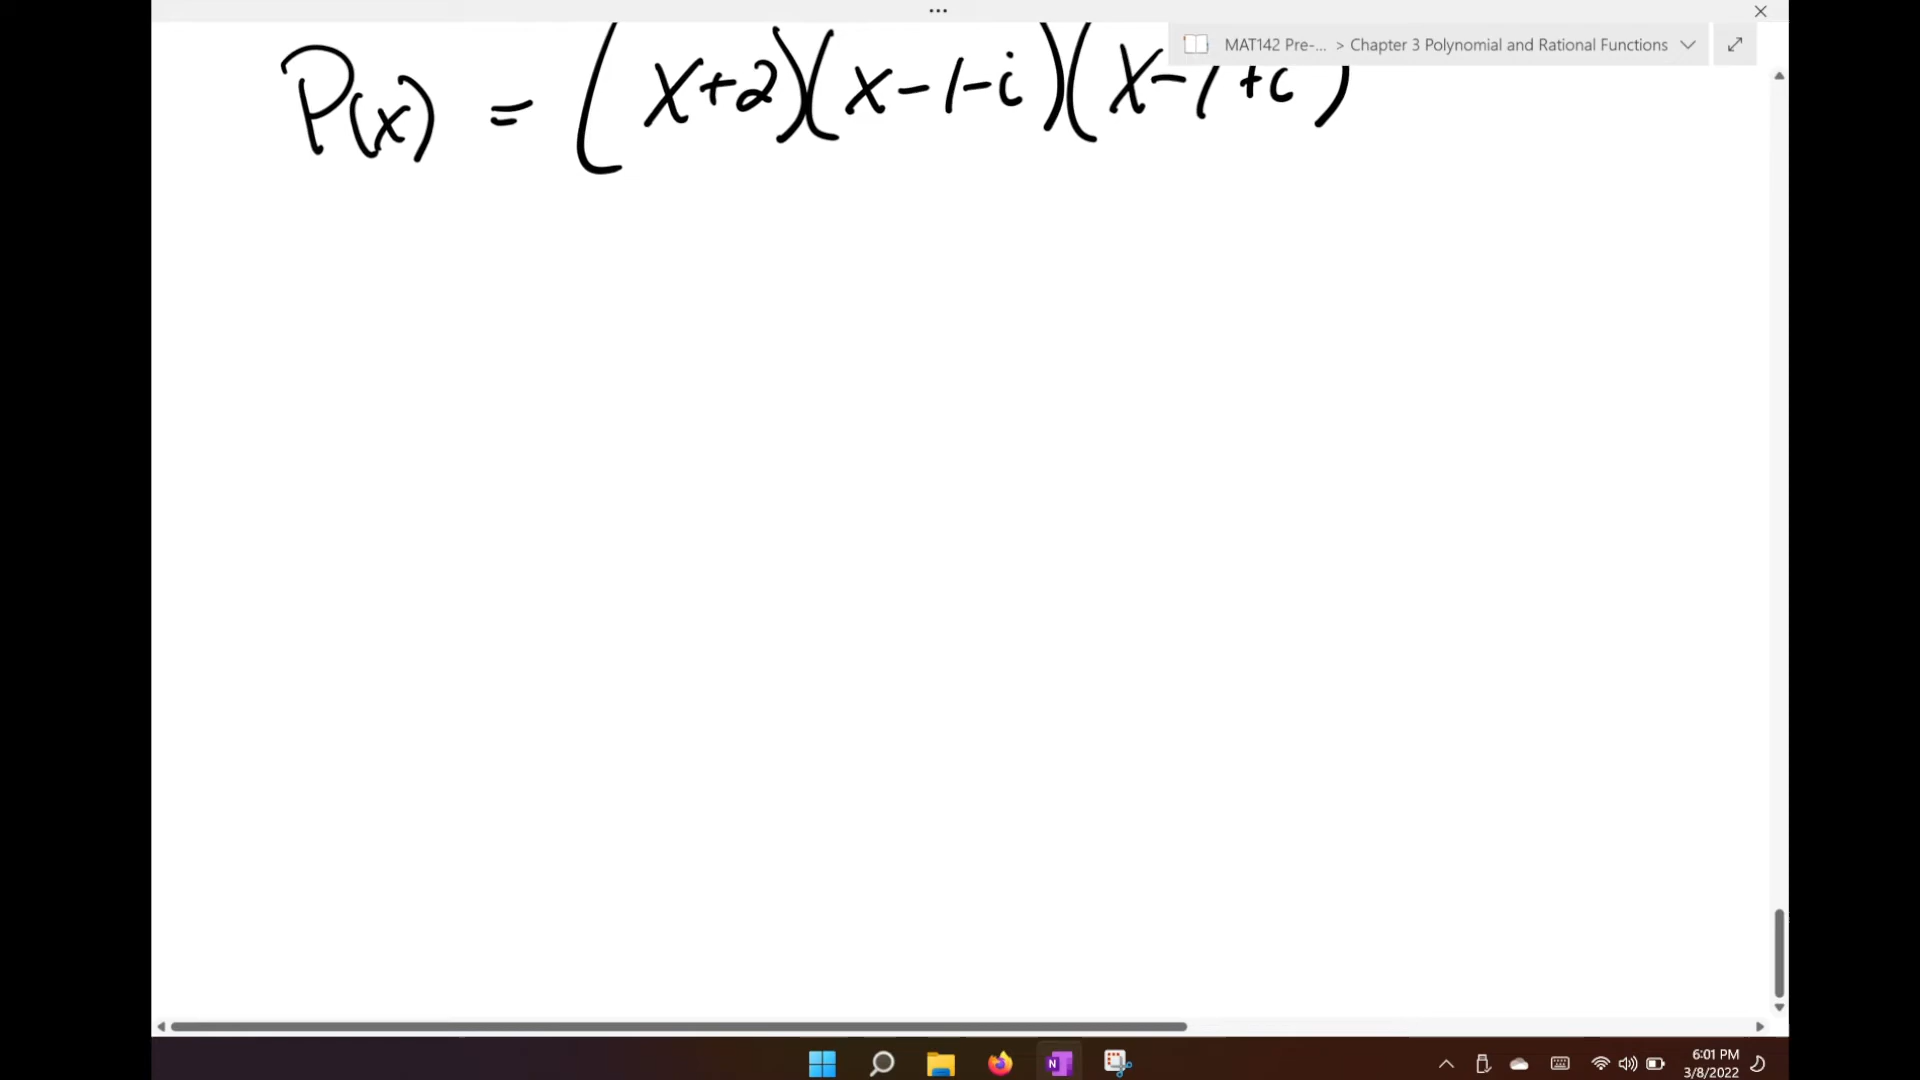 ...
MAT142 Pre-... > Chapter 3 Polynomial and Rational Functions
P(x) = (x+2)(x-1-i)(x-1+i)
6:01 PM
3/8/2022